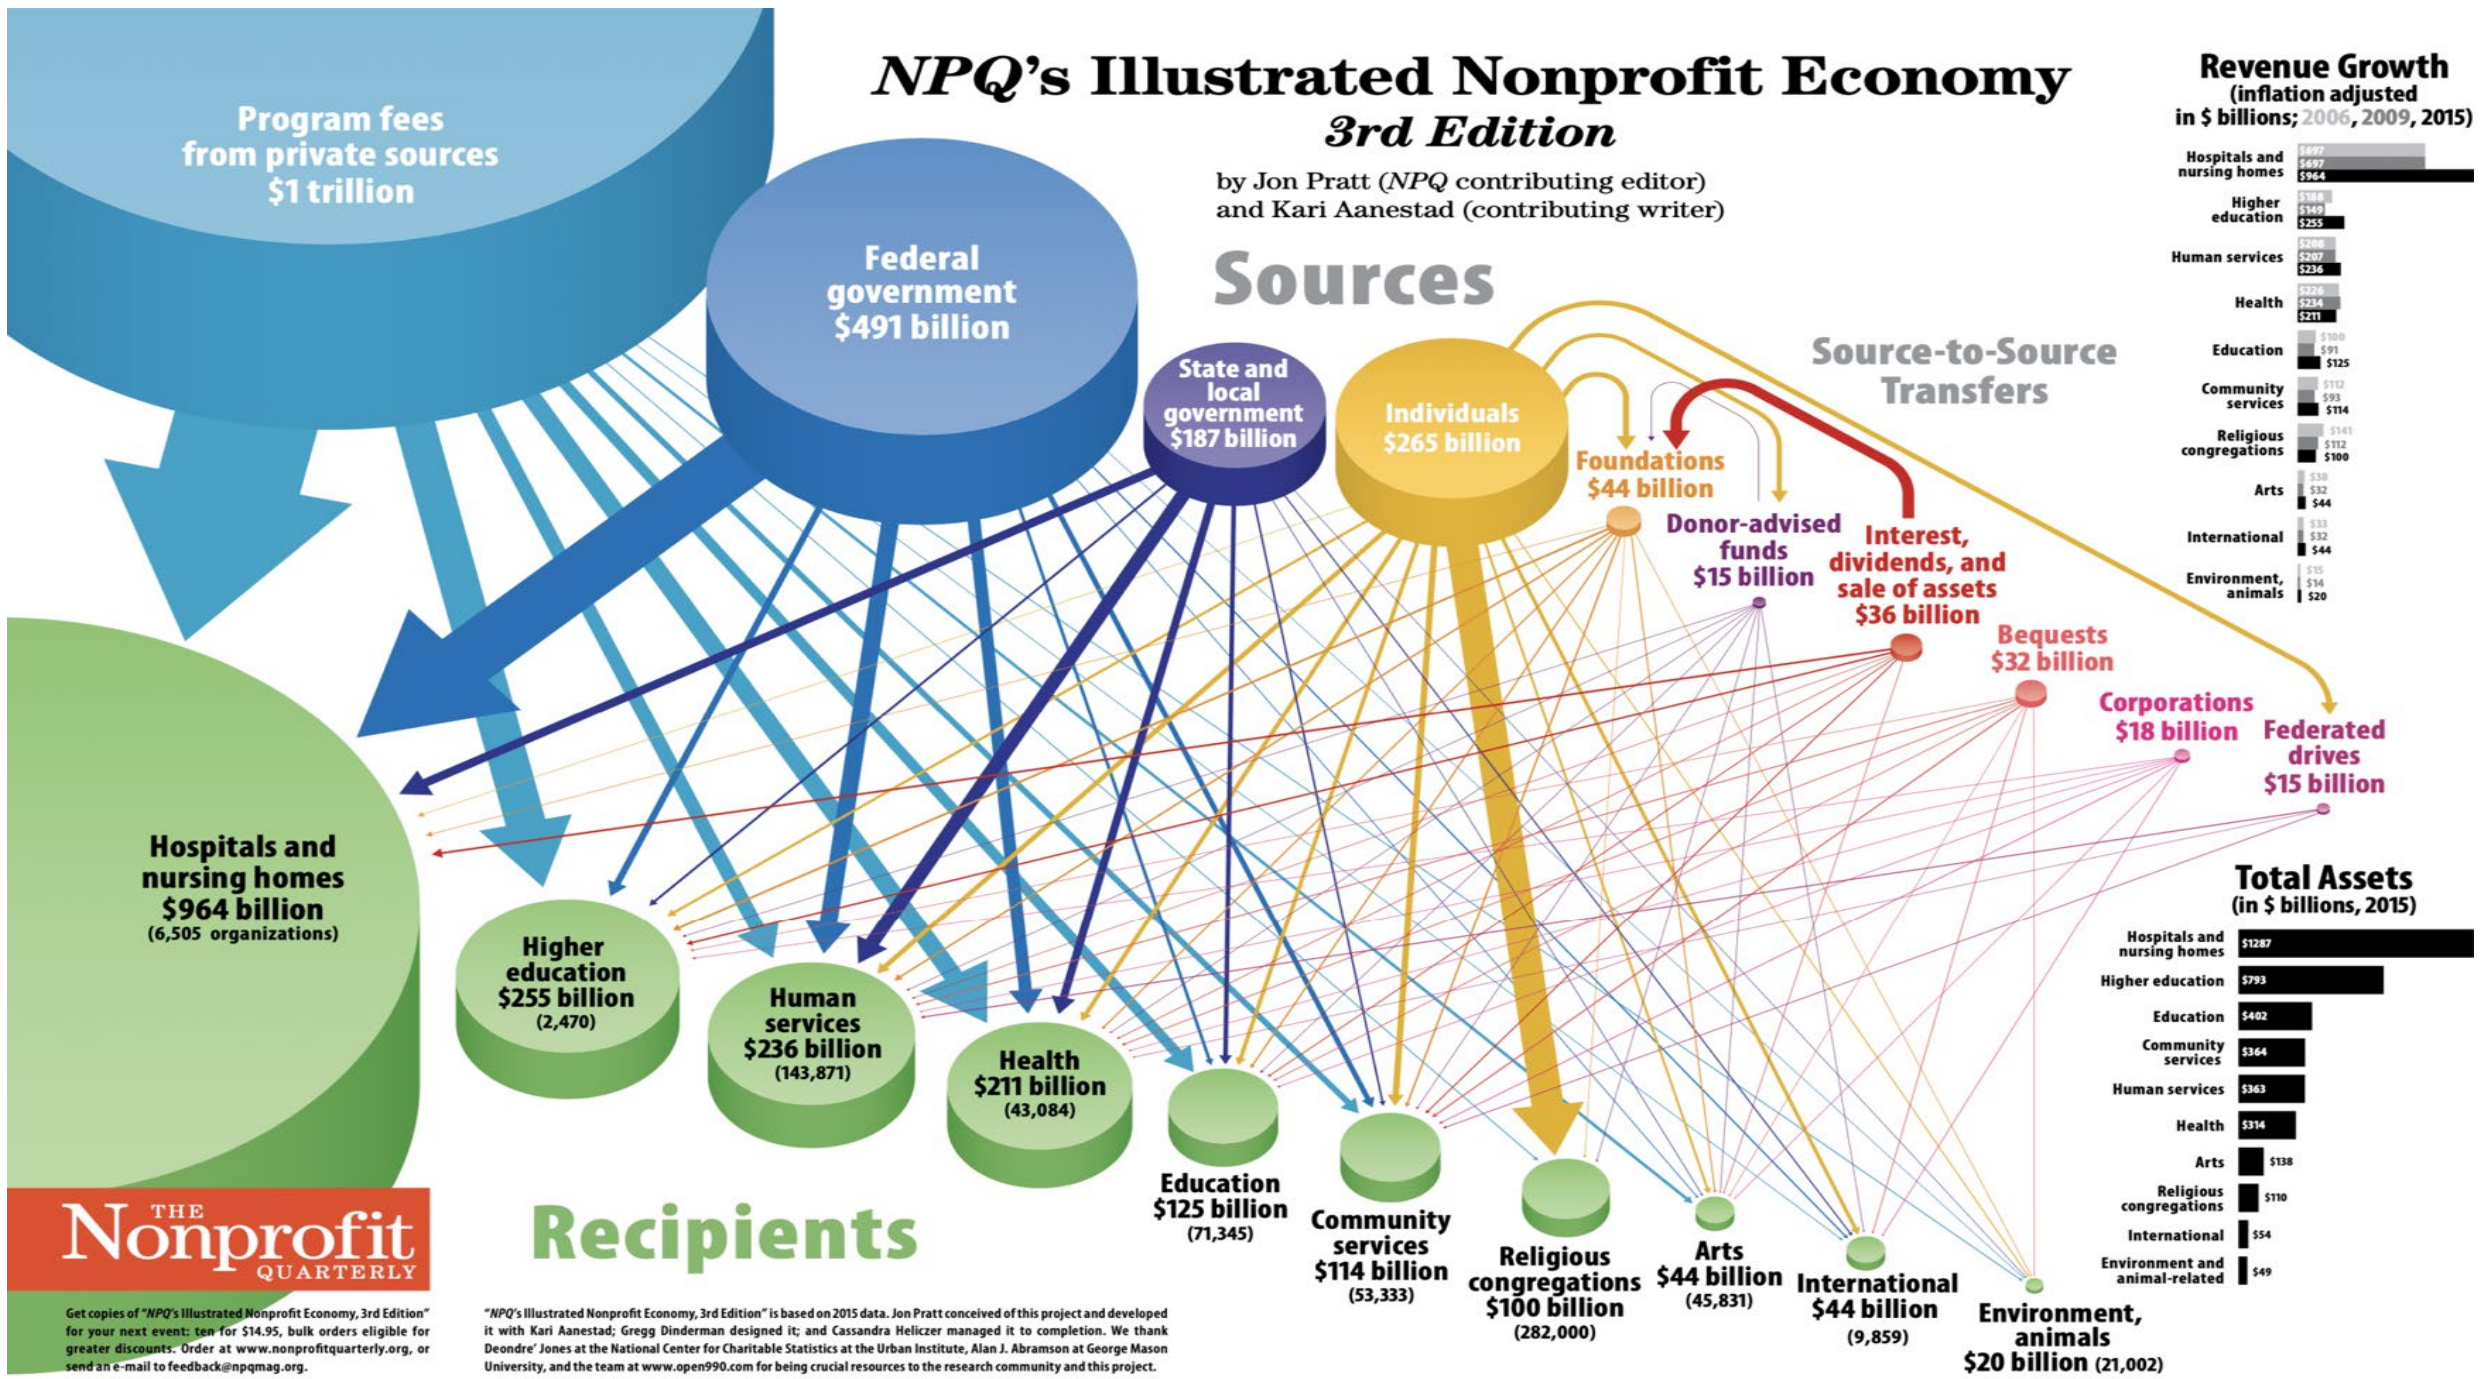 NPQ's Illustrated Nonprofit Economy
3rd Edition
by Jon Pratt (NPQ contributing editor)
and Kari Aanestad (contributing writer)
Sources
Program fees
from private sources
$1 trillion
Federal
government
$491 billion
State and
local
government
$187 billion
Individuals
$265 billion
Source-to-Source
Transfers
Foundations
$44 billion
Donor-advised
funds
$15 billion
Interest,
dividends, and
sale of assets
$36 billion
Bequests
$32 billion
Corporations
$18 billion
Federated
drives
$15 billion
Revenue Growth
(inflation adjusted
in $ billions; 2006, 2009, 2015)
Hospitals and
nursing homes
$697
$697
$964
Higher
education
$188
$149
$255
Human services
$208
$207
$236
Health
$226
$234
$211
Education
$100
$91
$125
Community
services
$112
$93
$114
Religious
congregations
$141
$112
$100
Arts
$38
$32
$44
International
$33
$32
$44
Environment,
animals
$15
$14
$20
Total Assets
(in $ billions, 2015)
Hospitals and
nursing homes
$1287
Higher education
$793
Education
$402
Community
services
$364
Human services
$363
Health
$314
Arts
$138
Religious
congregations
$110
International
$54
Environment and
animal-related
$49
Hospitals and
nursing homes
$964 billion
(6,505 organizations)
Higher
education
$255 billion
(2,470)
Human
services
$236 billion
(143,871)
Health
$211 billion
(43,084)
Education
$125 billion
(71,345)
Community
services
$114 billion
(53,333)
Religious
congregations
$100 billion
(282,000)
Arts
$44 billion
(45,831)
International
$44 billion
(9,859)
Environment,
animals
$20 billion (21,002)
Recipients
THE
Nonprofit
QUARTERLY
Get copies of "NPQ's Illustrated Nonprofit Economy, 3rd Edition"
for your next event: ten for $14.95, bulk orders eligible for
greater discounts. Order at www.nonprofitquarterly.org, or
send an e-mail to feedback@npqmag.org.
"NPQ's Illustrated Nonprofit Economy, 3rd Edition" is based on 2015 data. Jon Pratt conceived of this project and developed
it with Kari Aanestad; Gregg Dinderman designed it; and Cassandra Heliczer managed it to completion. We thank
Deondre' Jones at the National Center for Charitable Statistics at the Urban Institute, Alan J. Abramson at George Mason
University, and the team at www.open990.com for being crucial resources to the research community and this project.